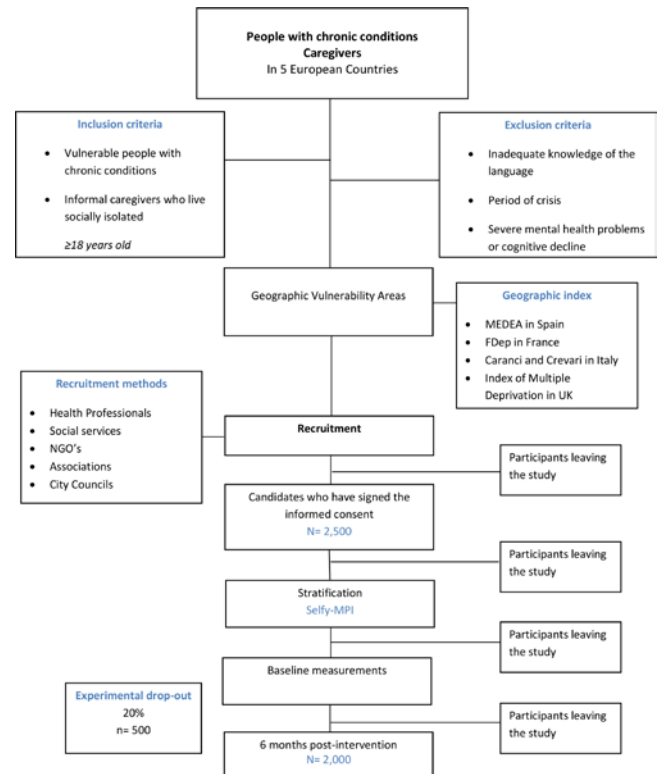 People with chronic conditions
Caregivers
In 5 European Countries
Inclusion criteria
• Vulnerable people with
chronic conditions
• Informal caregivers who live
socially isolated
≥18 years old
Exclusion criteria
• Inadequate knowledge of the
language
• Period of crisis
• Severe mental health problems
or cognitive decline
Geographic Vulnerability Areas
Geographic index
• MEDEA in Spain
• FDep in France
• Caranci and Crevari in Italy
• Index of Multiple
Deprivation in UK
Recruitment methods
• Health Professionals
• Social services
• NGO's
• Associations
• City Councils
Recruitment
Participants leaving
the study
Candidates who have signed the
informed consent
N= 2,500
Participants leaving
the study
Stratification
Selfy-MPI
Participants leaving
the study
Baseline measurements
Experimental drop-out
20%
n= 500
Participants leaving
the study
6 months post-intervention
N= 2,000